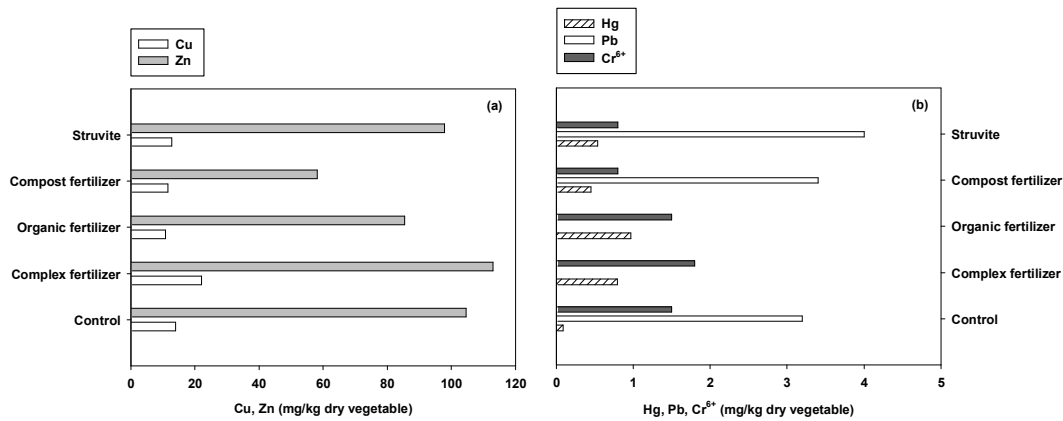 Cu
Zn
(a)
Struvite
Compost fertilizer
Organic fertilizer
Complex fertilizer
Control
0 20 40 60 80 100 120
Cu, Zn (mg/kg dry vegetable)
Hg
Pb
Cr⁶⁺
(b)
Struvite
Compost fertilizer
Organic fertilizer
Complex fertilizer
Control
0 1 2 3 4 5
Hg, Pb, Cr⁶⁺ (mg/kg dry vegetable)